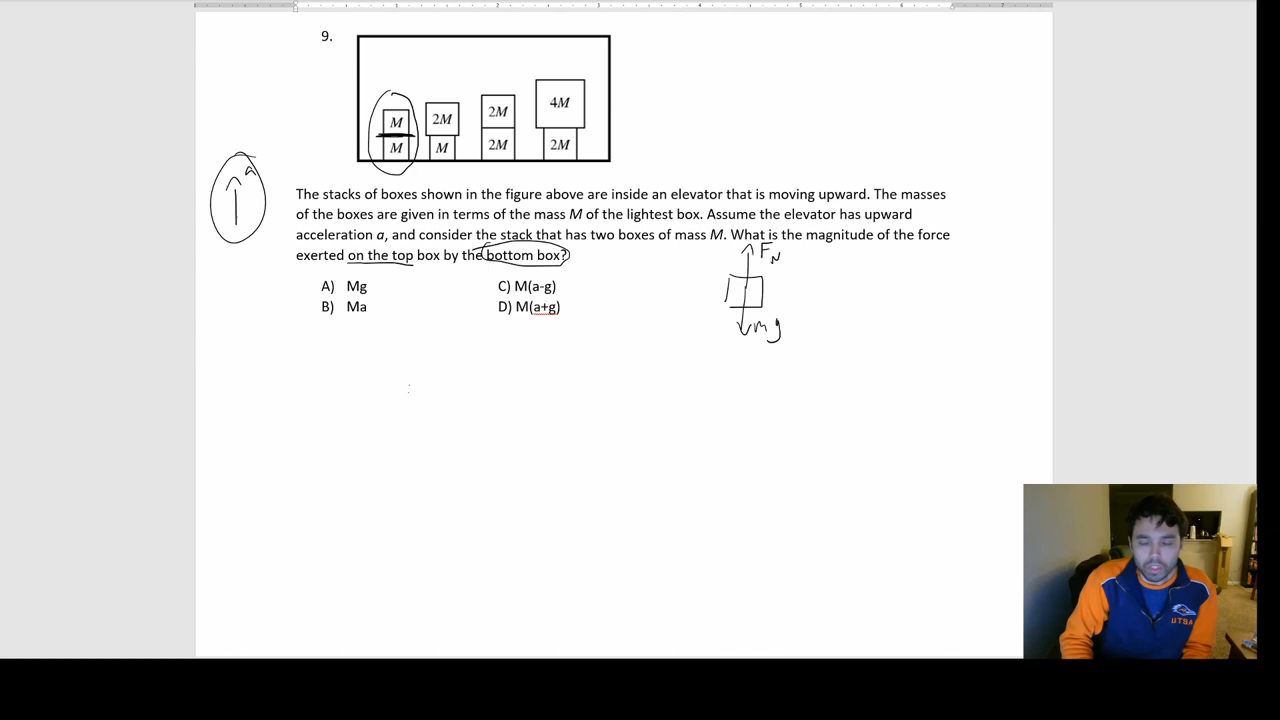 9.
M
2M
2M
4M
M
M
2M
2M
a
The stacks of boxes shown in the figure above are inside an elevator that is moving upward. The masses
of the boxes are given in terms of the mass M of the lightest box. Assume the elevator has upward
acceleration a, and consider the stack that has two boxes of mass M. What is the magnitude of the force
exerted on the top box by the bottom box?
F_N
A) Mg
C) M(a-g)
B) Ma
D) M(a+g)
mg
UTSA